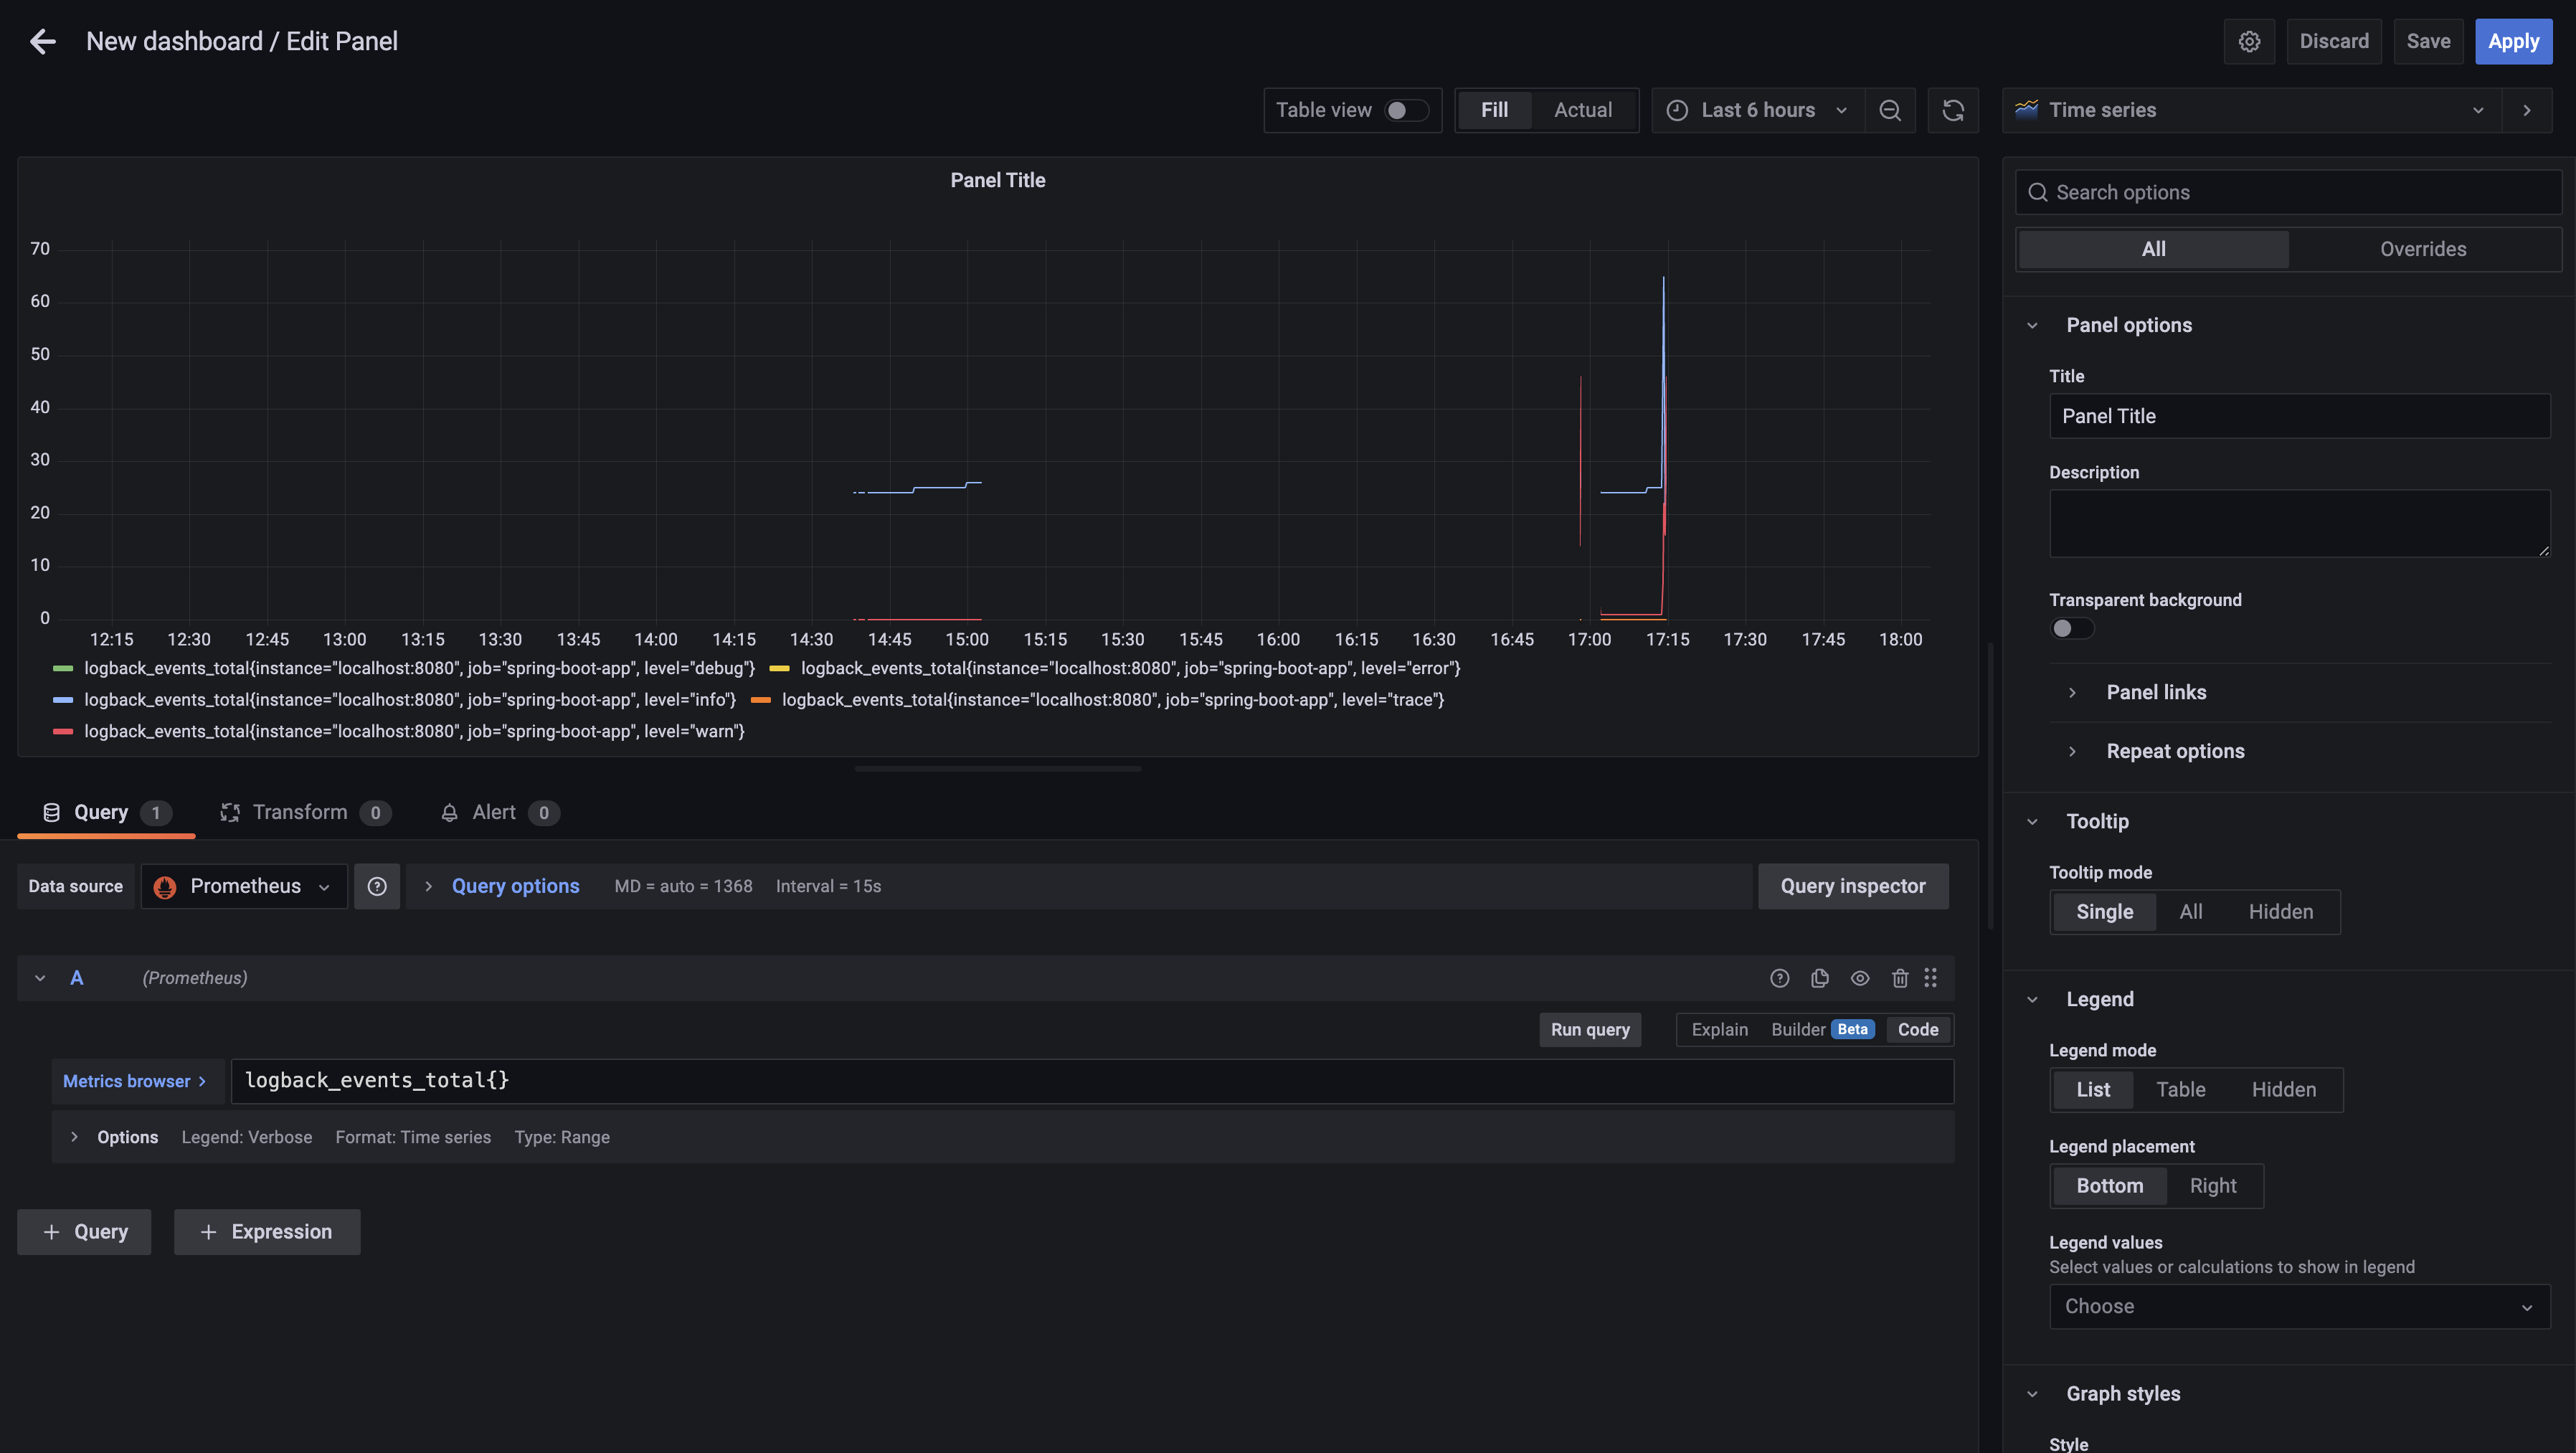 New dashboard / Edit Panel
Discard
Save
Apply
Table view
Fill
Actual
Last 6 hours
Time series
Panel Title
70
60
50
40
30
20
10
0
12:15 12:30 12:45 13:00 13:15 13:30 13:45 14:00 14:15 14:30 14:45 15:00 15:15 15:30 15:45 16:00 16:15 16:30 16:45 17:00 17:15 17:30 17:45 18:00
logback_events_total{instance="localhost:8080", job="spring-boot-app", level="debug"} logback_events_total{instance="localhost:8080", job="spring-boot-app", level="error"}
logback_events_total{instance="localhost:8080", job="spring-boot-app", level="info"} logback_events_total{instance="localhost:8080", job="spring-boot-app", level="trace"}
logback_events_total{instance="localhost:8080", job="spring-boot-app", level="warn"}
Query 1
Transform 0
Alert 0
Data source
Prometheus
Query options
MD = auto = 1368
Interval = 15s
Query inspector
A
(Prometheus)
Run query
Explain
Builder Beta
Code
Metrics browser >
logback_events_total{}
Options
Legend: Verbose
Format: Time series
Type: Range
+ Query
+ Expression
Search options
All
Overrides
Panel options
Title
Panel Title
Description
Transparent background
Panel links
Repeat options
Tooltip
Tooltip mode
Single
All
Hidden
Legend
Legend mode
List
Table
Hidden
Legend placement
Bottom
Right
Legend values
Select values or calculations to show in legend
Choose
Graph styles
Style